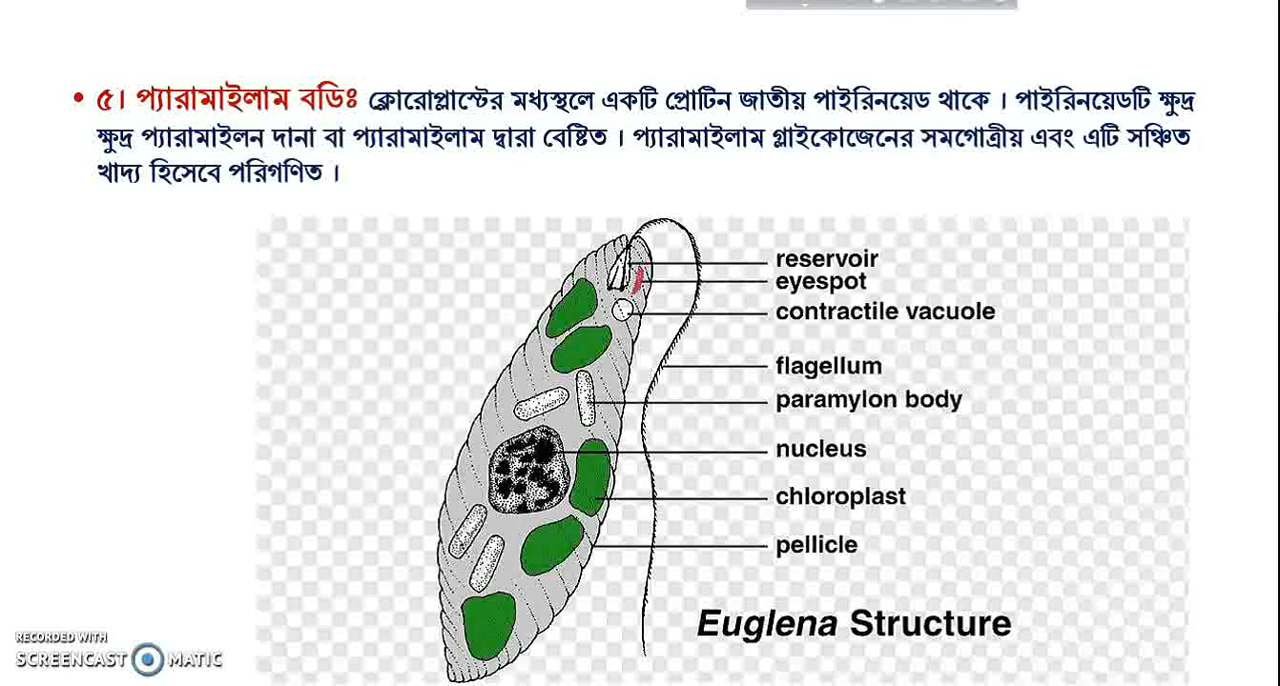 • ৫। প্যারামাইলাম বডিঃ ক্লোরোপ্লাস্টের মধ্যস্থলে একটি প্রোটিন জাতীয় পাইরিনয়েড থাকে । পাইরিনয়েডটি ক্ষুদ্র
ক্ষুদ্র প্যারামাইলন দানা বা প্যারামাইলাম দ্বারা বেষ্টিত । প্যারামাইলাম গ্লাইকোজেনের সমগোত্রীয় এবং এটি সঞ্চিত
খাদ্য হিসেবে পরিগণিত ।
reservoir
eyespot
contractile vacuole
flagellum
paramylon body
nucleus
chloroplast
pellicle
Euglena Structure
RECORDED WITH
SCREENCAST MATIC